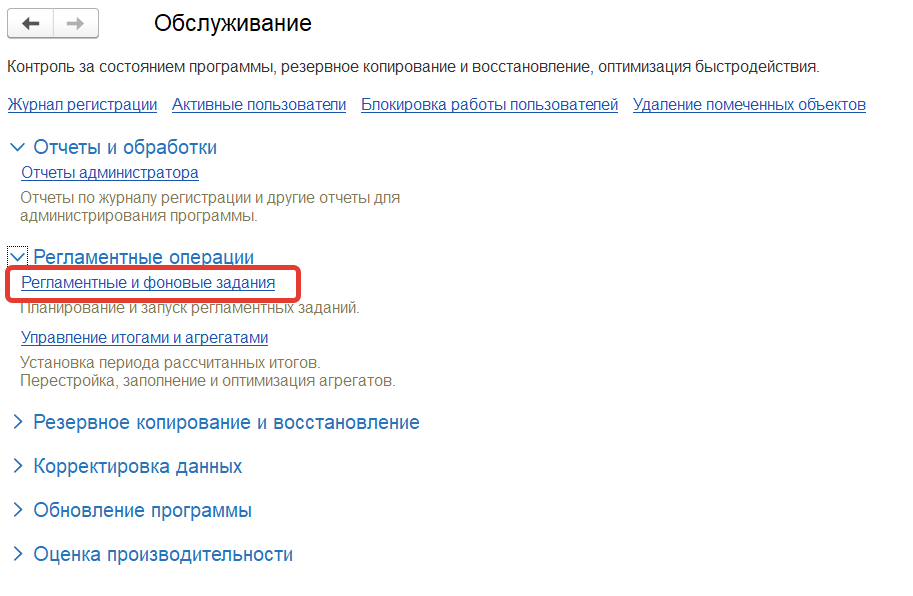 Обслуживание
Контроль за состоянием программы, резервное копирование и восстановление, оптимизация быстродействия.
Журнал регистрации Активные пользователи Блокировка работы пользователей Удаление помеченных объектов
Отчеты и обработки
Отчеты администратора
Отчеты по журналу регистрации и другие отчеты для
администрирования программы.
Регламентные операции
Регламентные и фоновые задания
Планирование и запуск регламентных заданий.
Управление итогами и агрегатами
Установка периода рассчитанных итогов.
Перестройка, заполнение и оптимизация агрегатов.
Резервное копирование и восстановление
Корректировка данных
Обновление программы
Оценка производительности